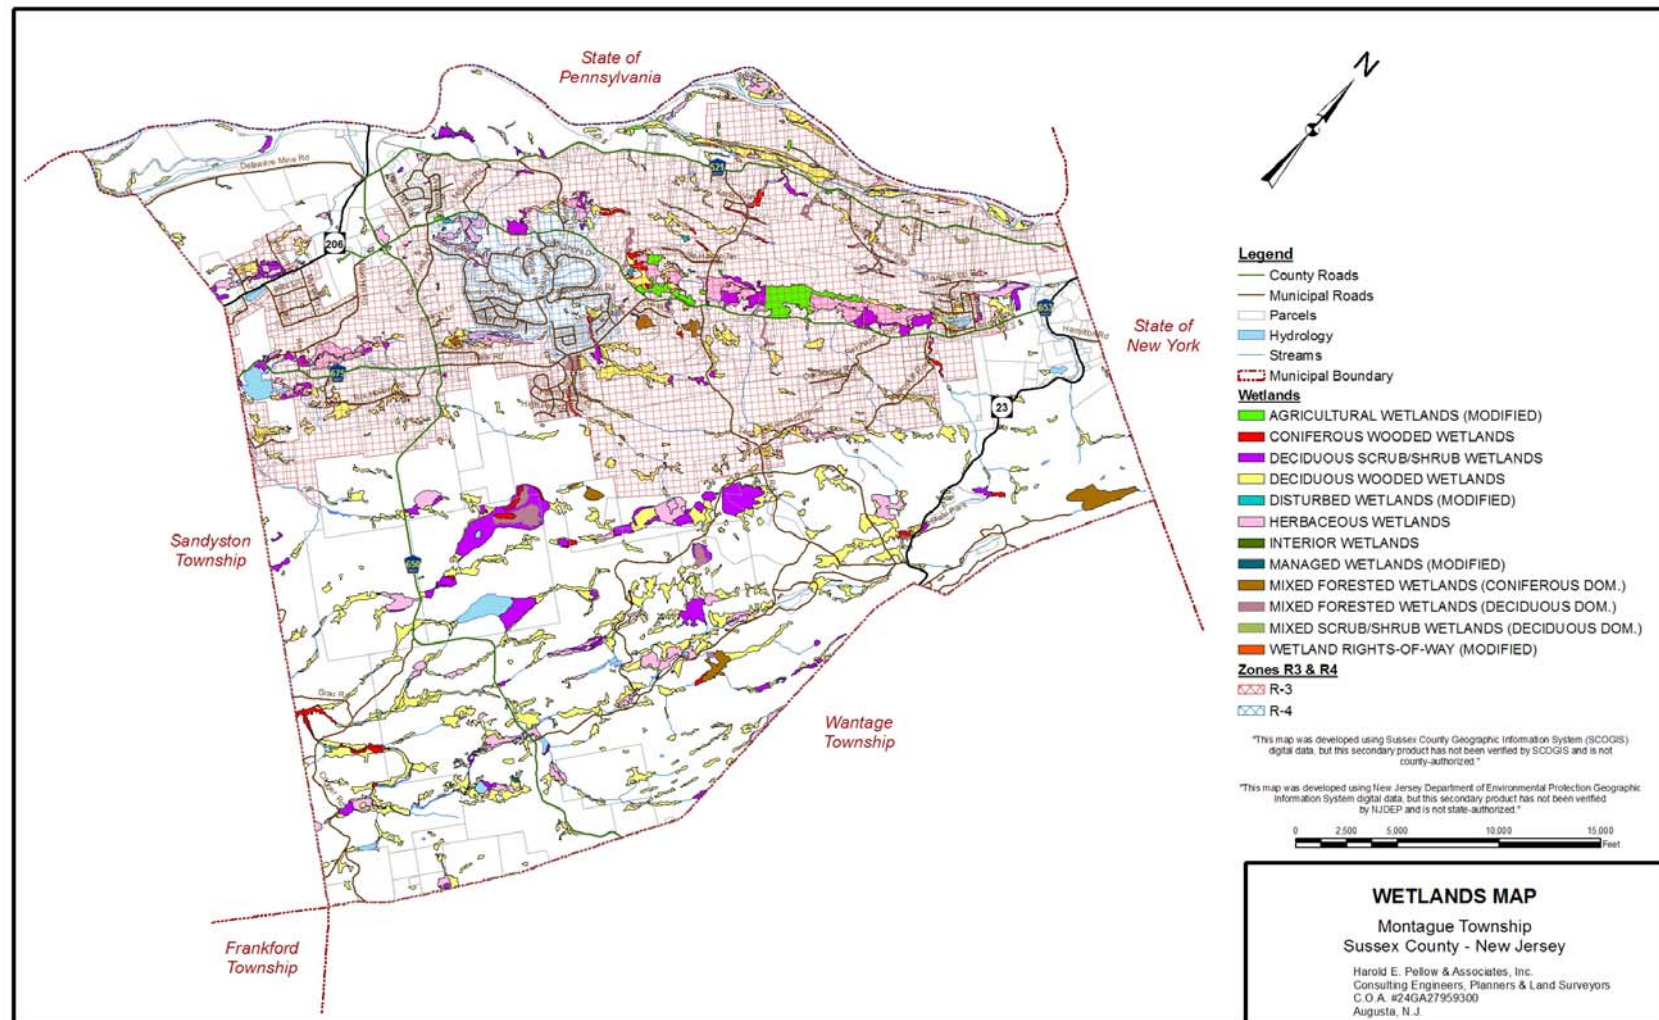 State of
Pennsylvania
N
Delaware Mine Rd
521
206
653
Hamilton Rd
State of
New York
675
23
State Park
Sandyston
Township
650
Grau Rd
Wantage
Township
Frankford
Township
Legend
County Roads
Municipal Roads
Parcels
Hydrology
Streams
Municipal Boundary
Wetlands
AGRICULTURAL WETLANDS (MODIFIED)
CONIFEROUS WOODED WETLANDS
DECIDUOUS SCRUB/SHRUB WETLANDS
DECIDUOUS WOODED WETLANDS
DISTURBED WETLANDS (MODIFIED)
HERBACEOUS WETLANDS
INTERIOR WETLANDS
MANAGED WETLANDS (MODIFIED)
MIXED FORESTED WETLANDS (CONIFEROUS DOM.)
MIXED FORESTED WETLANDS (DECIDUOUS DOM.)
MIXED SCRUB/SHRUB WETLANDS (DECIDUOUS DOM.)
WETLAND RIGHTS-OF-WAY (MODIFIED)
Zones R3 & R4
R-3
R-4
"This map was developed using Sussex County Geographic Information System (SCOGIS)
digital data, but this secondary product has not been verified by SCOGIS and is not
county-authorized."
"This map was developed using New Jersey Department of Environmental Protection Geographic
Information System digital data, but this secondary product has not been verified
by NJDEP and is not state-authorized."
0 2,500 5,000 10,000 15,000
Feet
WETLANDS MAP
Montague Township
Sussex County - New Jersey
Harold E. Pellow & Associates, Inc.
Consulting Engineers, Planners & Land Surveyors
C.O.A. #24GA27959300
Augusta, N.J.